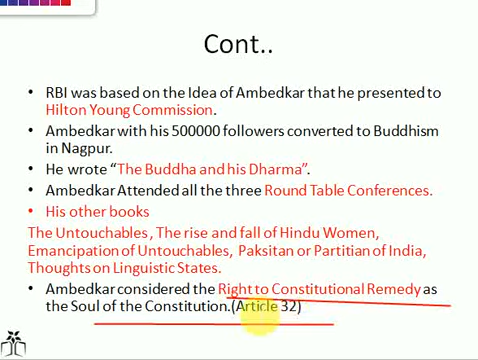 Cont..
• RBI was based on the Idea of Ambedkar that he presented to
Hilton Young Commission.
• Ambedkar with his 500000 followers converted to Buddhism
in Nagpur.
• He wrote “The Buddha and his Dharma”.
• Ambedkar Attended all the three Round Table Conferences.
• His other books
The Untouchables, The rise and fall of Hindu Women,
Emancipation of Untouchables, Paksitan or Partitian of India,
Thoughts on Linguistic States.
• Ambedkar considered the Right to Constitutional Remedy as
the Soul of the Constitution.(Article 32)